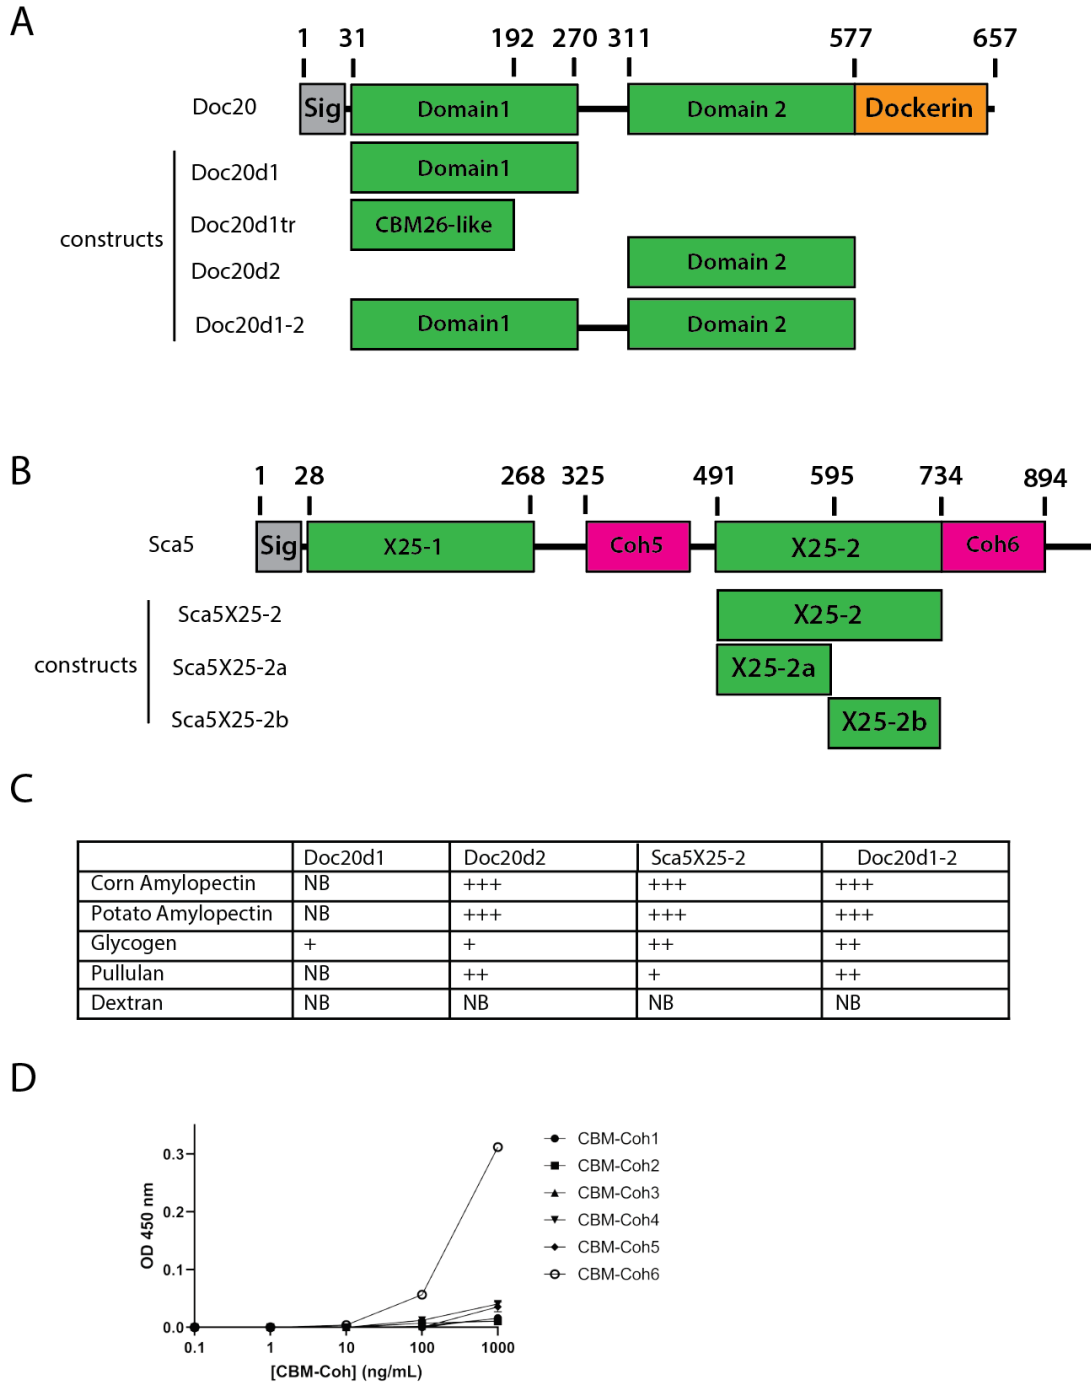 A
1 31 192 270 311 577 657
Doc20 Sig Domain1 Domain 2 Dockerin
Doc20d1 Domain1
constructs Doc20d1tr CBM26-like
Doc20d2 Domain 2
Doc20d1-2 Domain1 Domain 2
B
1 28 268 325 491 595 734 894
Sca5 Sig X25-1 Coh5 X25-2 Coh6
Sca5X25-2 X25-2
constructs Sca5X25-2a X25-2a
Sca5X25-2b X25-2b
C
Doc20d1 Doc20d2 Sca5X25-2 Doc20d1-2
Corn Amylopectin NB +++ +++ +++
Potato Amylopectin NB +++ +++ +++
Glycogen + + ++ ++
Pullulan NB ++ + ++
Dextran NB NB NB NB
D
OD 450 nm
0.3
0.2
0.1
0.0
0.1 1 10 100 1000
[CBM-Coh] (ng/mL)
CBM-Coh1
CBM-Coh2
CBM-Coh3
CBM-Coh4
CBM-Coh5
CBM-Coh6